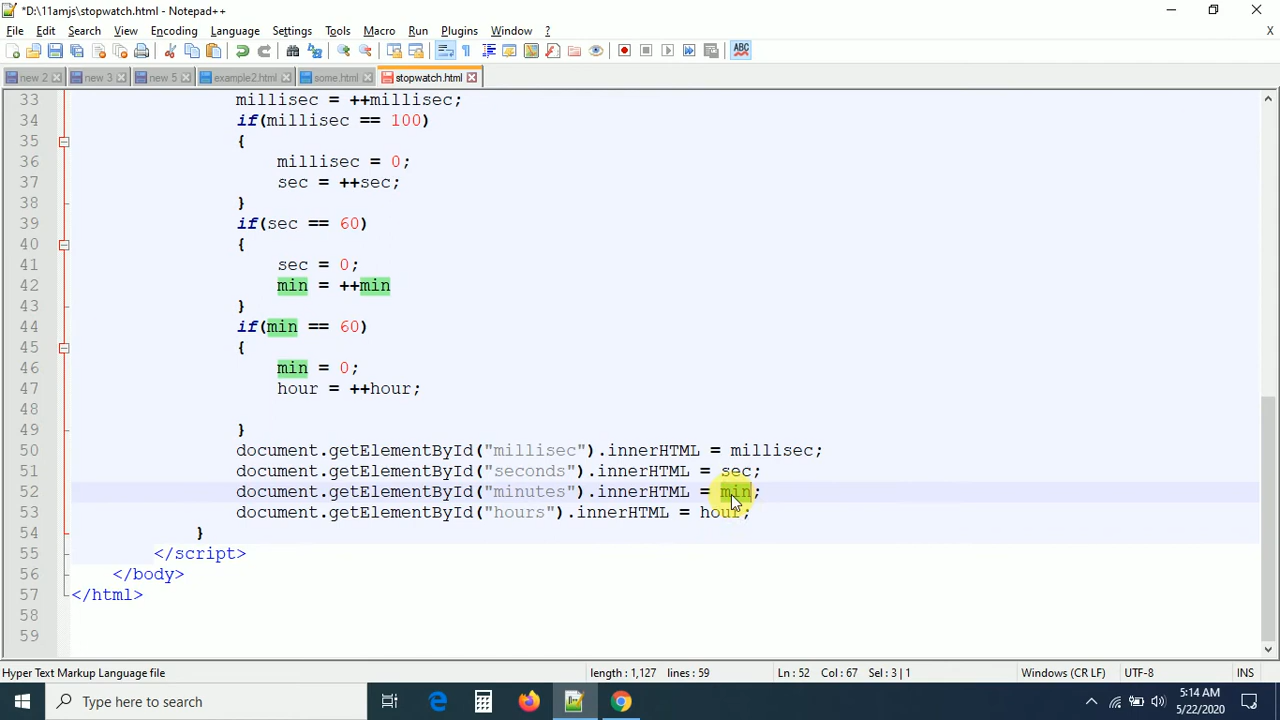 *D:\11amjs\stopwatch.html - Notepad++
File Edit Search View Encoding Language Settings Tools Macro Run Plugins Window ? X
new 2 new 3 new 5 example2.html some.html stopwatch.html
33 millisec = ++millisec;
34 if(millisec == 100)
35 {
36 millisec = 0;
37 sec = ++sec;
38 }
39 if(sec == 60)
40 {
41 sec = 0;
42 min = ++min
43 }
44 if(min == 60)
45 {
46 min = 0;
47 hour = ++hour;
48
49 }
50 document.getElementById("millisec").innerHTML = millisec;
51 document.getElementById("seconds").innerHTML = sec;
52 document.getElementById("minutes").innerHTML = min;
53 document.getElementById("hours").innerHTML = hour;
54 }
55 </script>
56 </body>
57 </html>
58
59
Hyper Text Markup Language file length : 1,127 lines : 59 Ln : 52 Col : 67 Sel : 3 | 1 Windows (CR LF) UTF-8 INS
Type here to search
5:14 AM
5/22/2020